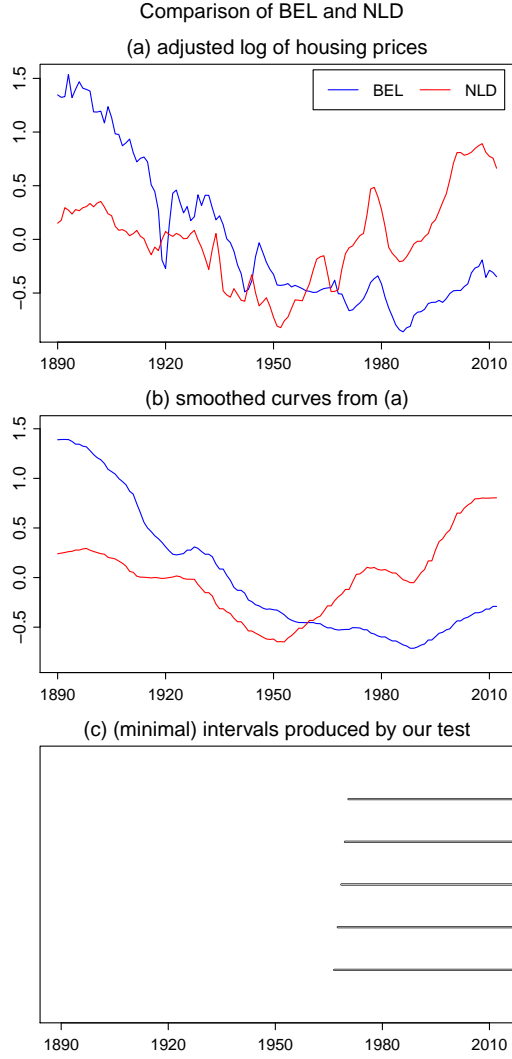 Comparison of BEL and NLD
(a) adjusted log of housing prices
BEL NLD
1.5
1.0
0.5
0.0
−0.5
1890 1920 1950 1980 2010
(b) smoothed curves from (a)
1.5
1.0
0.5
0.0
−0.5
1890 1920 1950 1980 2010
(c) (minimal) intervals produced by our test
1890 1920 1950 1980 2010